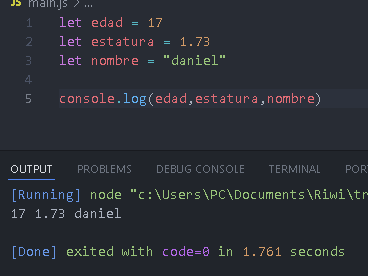 JS main.js > ...
1 let edad = 17
2 let estatura = 1.73
3 let nombre = "daniel"
4
5 console.log(edad,estatura,nombre)
OUTPUT PROBLEMS DEBUG CONSOLE TERMINAL
[Running] node "c:\Users\PC\Documents\Riwi\tr
17 1.73 daniel
[Done] exited with code=0 in 1.761 seconds